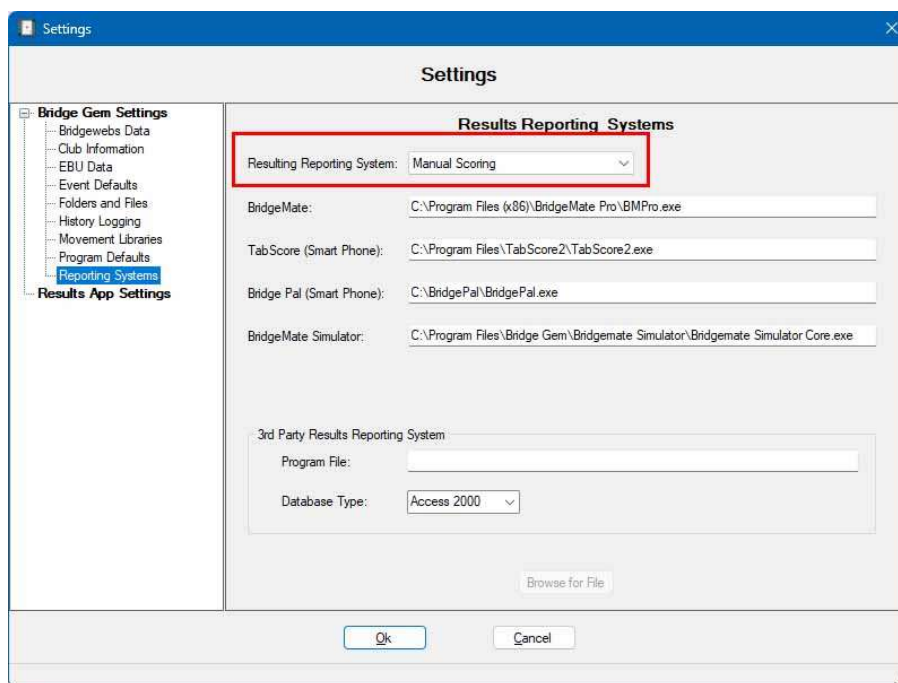 Settings
Settings
Bridge Gem Settings
Bridgewebs Data
Club Information
EBU Data
Event Defaults
Folders and Files
History Logging
Movement Libraries
Program Defaults
Reporting Systems
Results App Settings
Results Reporting Systems
Resulting Reporting System: Manual Scoring
BridgeMate: C:\Program Files (x86)\BridgeMate Pro\BMPro.exe
TabScore (Smart Phone): C:\Program Files\TabScore2\TabScore2.exe
Bridge Pal (Smart Phone): C:\BridgePal\BridgePal.exe
BridgeMate Simulator: C:\Program Files\Bridge Gem\Bridgemate Simulator\Bridgemate Simulator Core.exe
3rd Party Results Reporting System
Program File:
Database Type: Access 2000
Browse for File
Ok Cancel